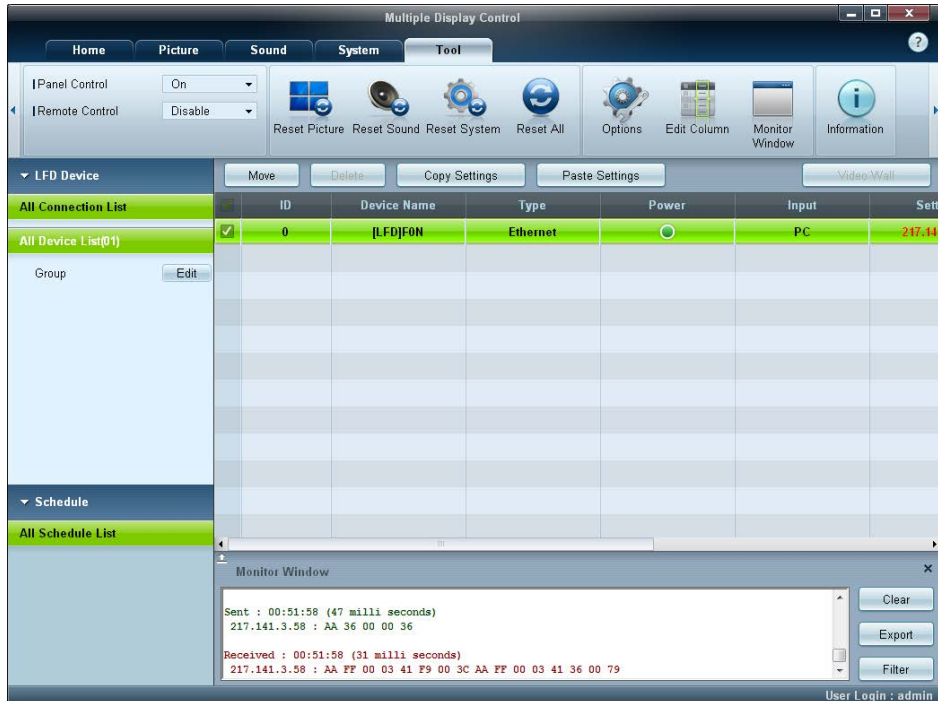 Multiple Display Control
Home Picture Sound System Tool
Panel Control On
Remote Control Disable
Reset Picture Reset Sound Reset System Reset All Options Edit Column Monitor Window Information
LFD Device
Move Delete Copy Settings Paste Settings Video Wall
All Connection List
ID Device Name Type Power Input Sett
All Device List(01)
0 [LFD]F0N Ethernet PC 217.14
Group Edit
Schedule
All Schedule List
Monitor Window
Sent : 00:51:58 (47 milli seconds)
217.141.3.58 : AA 36 00 00 36
Received : 00:51:58 (31 milli seconds)
217.141.3.58 : AA FF 00 03 41 F9 00 3C AA FF 00 03 41 36 00 79
Clear
Export
Filter
User Login : admin